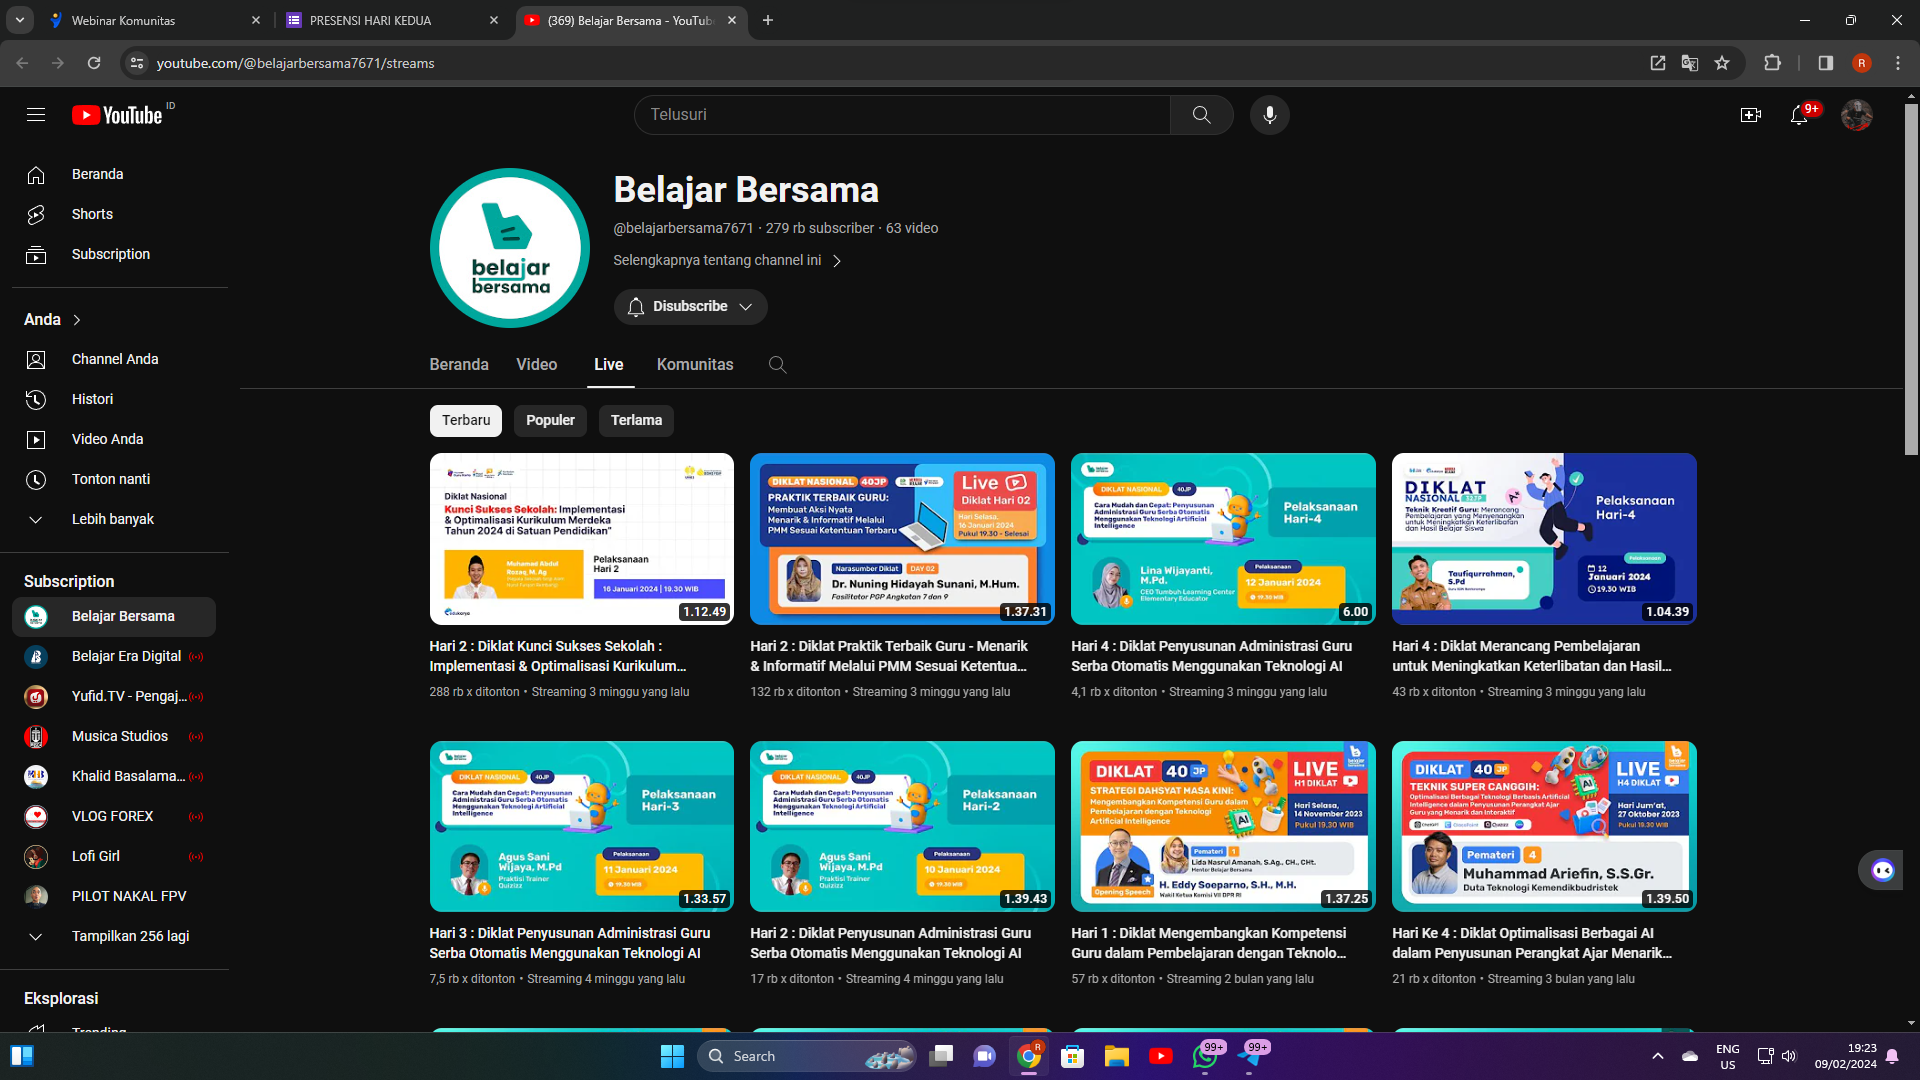 Webinar Komunitas
PRESENSI HARI KEDUA
(369) Belajar Bersama - YouTub
youtube.com/@belajarbersama7671/streams
R
YouTube ID
Telusuri
9+
Beranda
Shorts
Subscription
Anda
Channel Anda
Histori
Video Anda
Tonton nanti
Lebih banyak
Subscription
Belajar Bersama
Belajar Era Digital
Yufid.TV - Pengaj...
Musica Studios
Khalid Basalama...
VLOG FOREX
Lofi Girl
PILOT NAKAL FPV
Tampilkan 256 lagi
Eksplorasi
Trending
belajar
bersama
Belajar Bersama
@belajarbersama7671 · 279 rb subscriber · 63 video
Selengkapnya tentang channel ini
Disubscribe
Beranda
Video
Live
Komunitas
Terbaru
Populer
Terlama
Diklat Nasional
Kunci Sukses Sekolah: Implementasi
& Optimalisasi Kurikulum Merdeka
Tahun 2024 di Satuan Pendidikan"
Muhamad Abdul
Rozaq, M. Ag
Pelaksanaan
Hari 2
16 Januari 2024 | 19.30 WIB
1.12.49
Hari 2 : Diklat Kunci Sukses Sekolah :
Implementasi & Optimalisasi Kurikulum...
288 rb x ditonton • Streaming 3 minggu yang lalu
DIKLAT NASIONAL 40JP
PRAKTIK TERBAIK GURU:
Membuat Aksi Nyata
Menarik & Informatif Melalui
PMM Sesuai Ketentuan Terbaru
Live
Diklat Hari 02
Hari Selasa,
16 Januari 2024
Pukul 19.30 - Selesai
Narasumber Diklat DAY 02
Dr. Nuning Hidayah Sunani, M.Hum.
Fasilitator PGP Angkatan 7 dan 9
1.37.31
Hari 2 : Diklat Praktik Terbaik Guru - Menarik
& Informatif Melalui PMM Sesuai Ketentua...
132 rb x ditonton • Streaming 3 minggu yang lalu
DIKLAT NASIONAL 40JP
Cara Mudah dan Cepat: Penyusunan
Administrasi Guru Serba Otomatis
Menggunakan Teknologi Artificial
Intelligence
Pelaksanaan
Hari-4
Lina Wijayanti,
M.Pd.
CEO Tumbuh Learning Center
Elementary Educator
Pelaksanaan
12 Januari 2024
19.30 WIB
6.00
Hari 4 : Diklat Penyusunan Administrasi Guru
Serba Otomatis Menggunakan Teknologi AI
4,1 rb x ditonton • Streaming 3 minggu yang lalu
DIKLAT
NASIONAL 32JP
Teknik Kreatif Guru: Merancang
Pembelajaran yang Menyenangkan
untuk Meningkatkan Keterlibatan
dan Hasil Belajar Siswa
A+
Pelaksanaan
Hari-4
Taufiqurrahman,
S.Pd
Pelaksanaan
12
Januari 2024
19.30 WIB
1.04.39
Hari 4 : Diklat Merancang Pembelajaran
untuk Meningkatkan Keterlibatan dan Hasil...
43 rb x ditonton • Streaming 3 minggu yang lalu
DIKLAT NASIONAL 40JP
Cara Mudah dan Cepat: Penyusunan
Administrasi Guru Serba Otomatis
Menggunakan Teknologi Artificial
Intelligence
Pelaksanaan
Hari-3
Agus Sani
Wijaya, M.Pd
Praktisi Trainer
Quizizz
Pelaksanaan
11 Januari 2024
19.30 WIB
1.33.57
Hari 3 : Diklat Penyusunan Administrasi Guru
Serba Otomatis Menggunakan Teknologi AI
7,5 rb x ditonton • Streaming 4 minggu yang lalu
DIKLAT NASIONAL 40JP
Cara Mudah dan Cepat: Penyusunan
Administrasi Guru Serba Otomatis
Menggunakan Teknologi Artificial
Intelligence
Pelaksanaan
Hari-2
Agus Sani
Wijaya, M.Pd
Praktisi Trainer
Quizizz
Pelaksanaan
10 Januari 2024
19.30 WIB
1.39.43
Hari 2 : Diklat Penyusunan Administrasi Guru
Serba Otomatis Menggunakan Teknologi AI
17 rb x ditonton • Streaming 4 minggu yang lalu
DIKLAT 40 JP
STRATEGI DAHSYAT MASA KINI:
Mengembangkan Kompetensi Guru dalam
Pembelajaran dengan Teknologi
Artificial Intelligence
AI
LIVE
H1 DIKLAT
Hari Selasa,
14 November 2023
Pukul 19.30 WIB
Pemateri 1
Lida Nasrul Amanah, S.Ag., CH., CHt.
Mentor Belajar Bersama
Opening Speech
H. Eddy Soeparno, S.H., M.H.
Wakil Ketua Komisi VII DPR RI
1.37.25
Hari 1 : Diklat Mengembangkan Kompetensi
Guru dalam Pembelajaran dengan Teknolo...
57 rb x ditonton • Streaming 2 bulan yang lalu
DIKLAT 40 JP
TEKNIK SUPER CANGGIH:
Optimalisasi Berbagai Teknologi Berbasis Artificial
Intelligence dalam Penyusunan Perangkat Ajar
Guru yang Menarik dan Interaktif
AI
LIVE
H4 DIKLAT
Hari Jum'at,
27 Oktober 2023
Pukul 19.30 WIB
Pemateri 4
Muhammad Ariefin, S.S.Gr.
Duta Teknologi Kemendikbudristek
1.39.50
Hari Ke 4 : Diklat Optimalisasi Berbagai AI
dalam Penyusunan Perangkat Ajar Menarik...
21 rb x ditonton • Streaming 3 bulan yang lalu
Search
R
99+
99+
ENG
US
19:23
09/02/2024